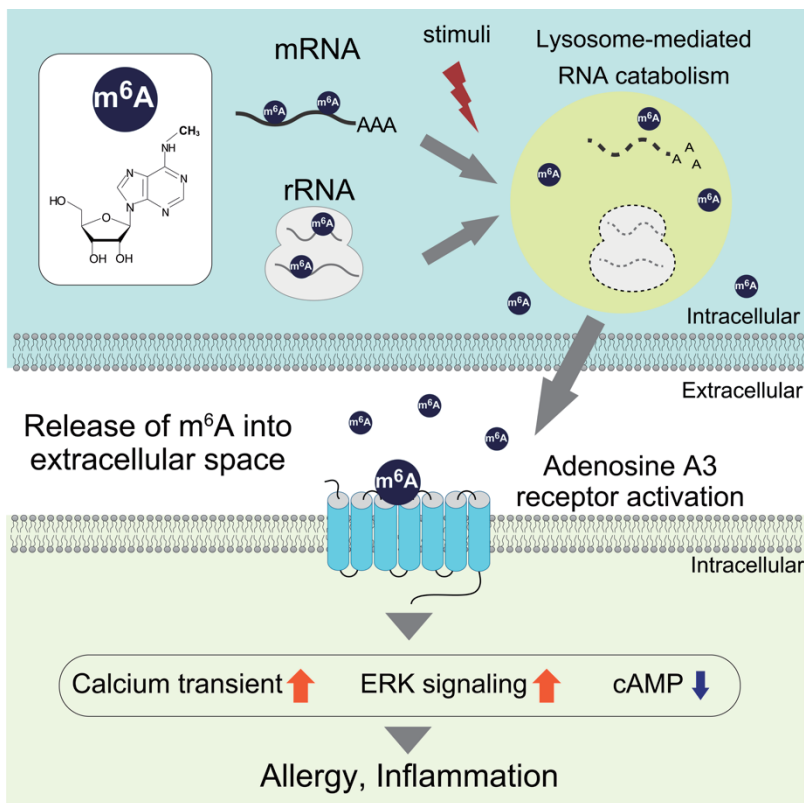 m⁶A
CH₃
NH
N
N
N
N
HO
O
OH
OH
mRNA
m⁶A
m⁶A
AAA
rRNA
m⁶A
m⁶A
stimuli
Lysosome-mediated
RNA catabolism
m⁶A
A
A
A
m⁶A
m⁶A
m⁶A
m⁶A
Intracellular
Extracellular
Release of m⁶A into
extracellular space
m⁶A
m⁶A
m⁶A
m⁶A
Adenosine A3
receptor activation
Intracellular
Calcium transient
ERK signaling
cAMP
Allergy, Inflammation